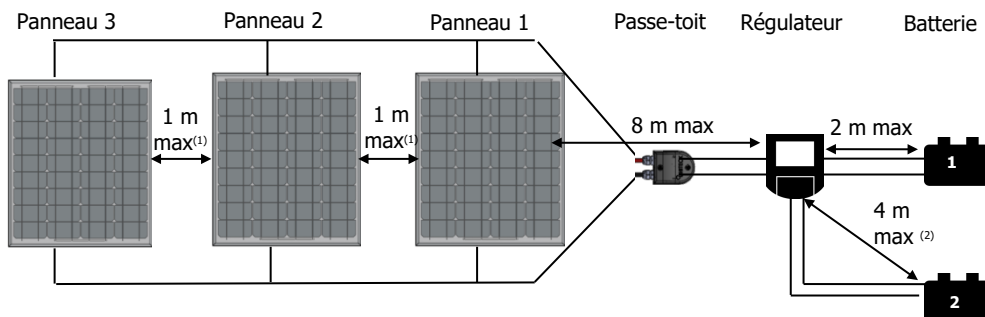 Panneau 3
Panneau 2
Panneau 1
Passe-toit
Régulateur
Batterie
1 m
max(1)
1 m
max(1)
8 m max
2 m max
1
4 m
max (2)
2